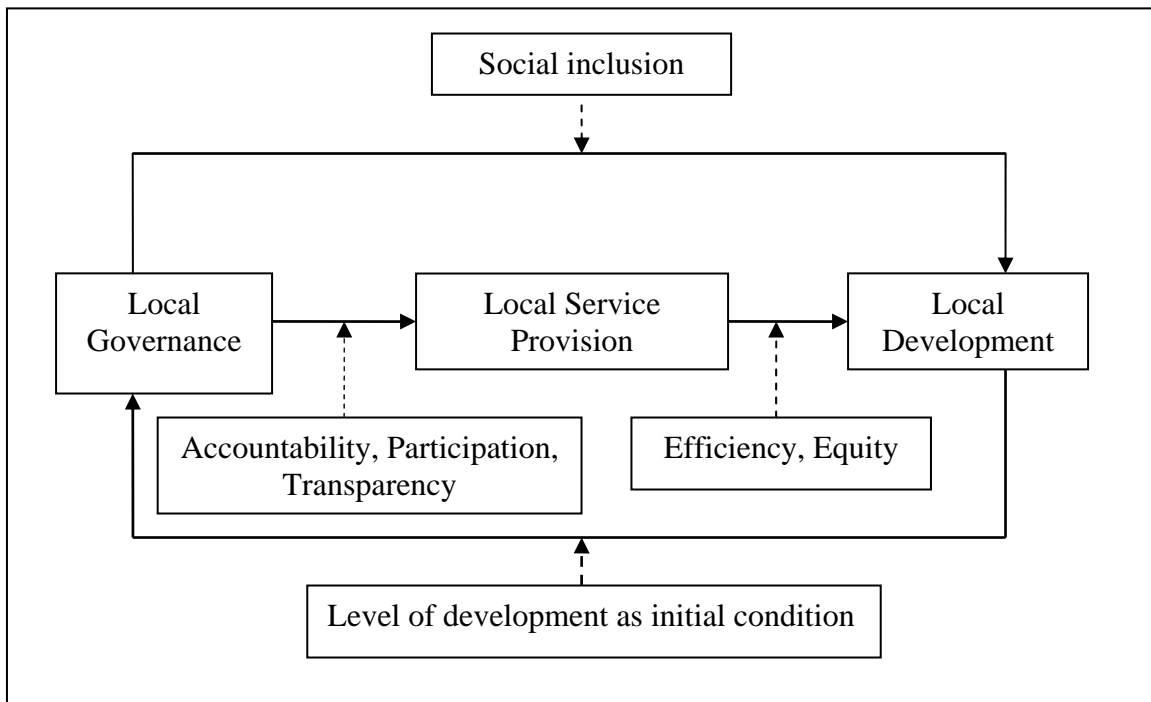 Social inclusion
Local
Governance
Local Service
Provision
Local
Development
Accountability, Participation,
Transparency
Efficiency, Equity
Level of development as initial condition